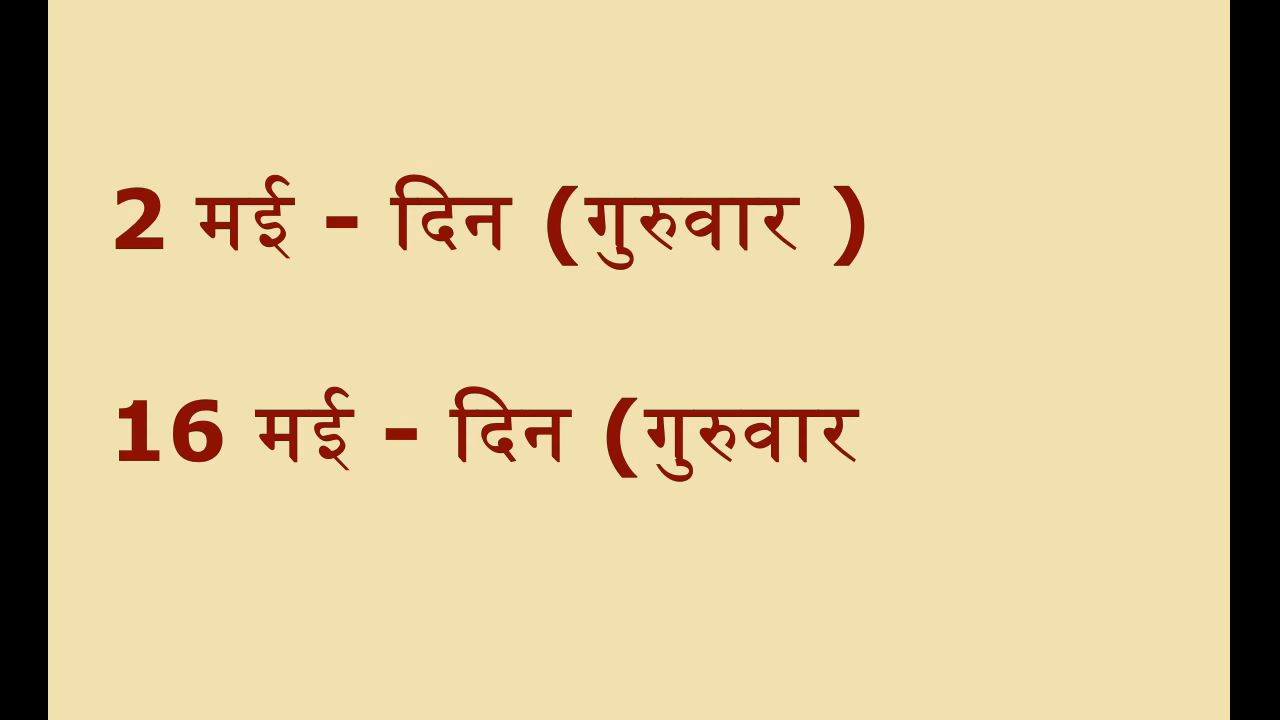 2 मई - दिन (गुरुवार )
16 मई - दिन (गुरुवार